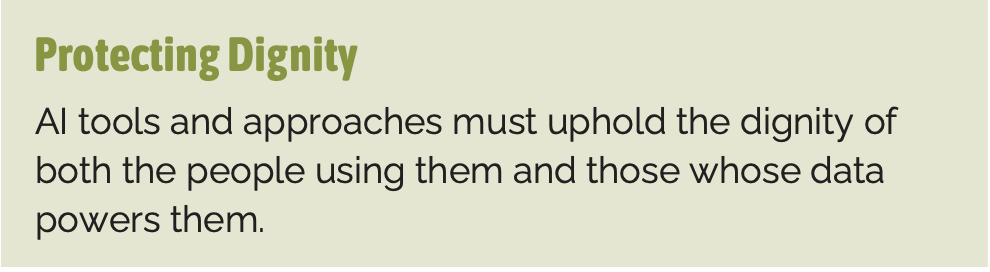 Protecting Dignity
AI tools and approaches must uphold the dignity of
both the people using them and those whose data
powers them.